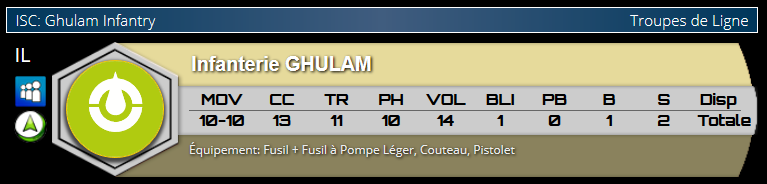 ISC: Ghulam Infantry Troupes de Ligne
IL
Infanterie GHULAM
MOV CC TR PH VOL BLI PB B S Disp
10-10 13 11 10 14 1 0 1 2 Totale
Équipement: Fusil + Fusil à Pompe Léger, Couteau, Pistolet